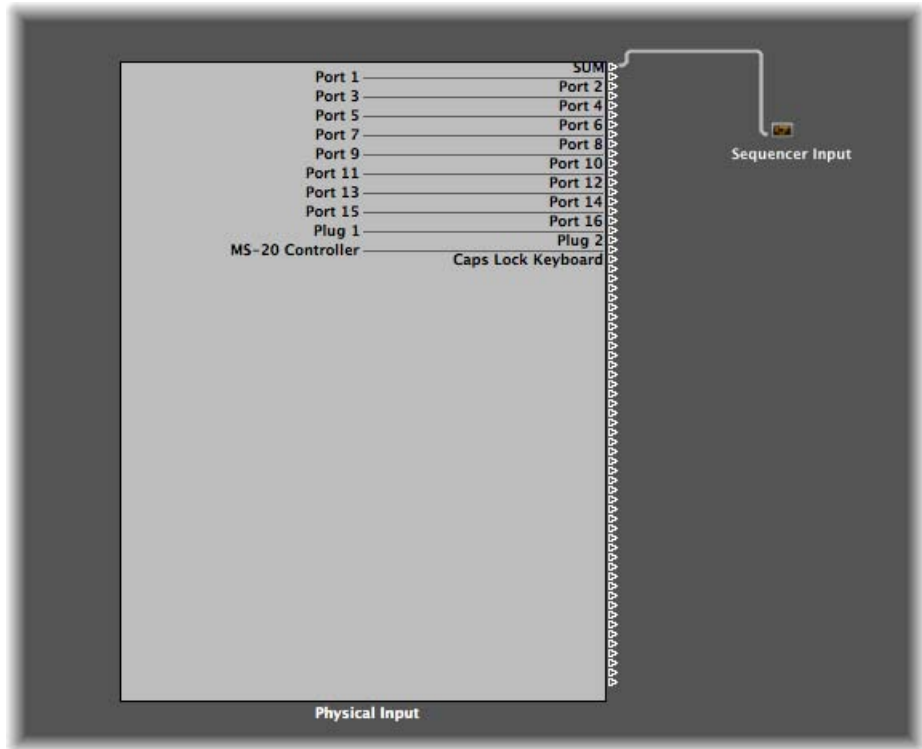 SUM
Port 1
Port 2
Port 3
Port 4
Port 5
Port 6
Port 7
Port 8
Port 9
Port 10
Port 11
Port 12
Port 13
Port 14
Port 15
Port 16
Plug 1
Plug 2
MS-20 Controller
Caps Lock Keyboard
Sequencer Input
Physical Input